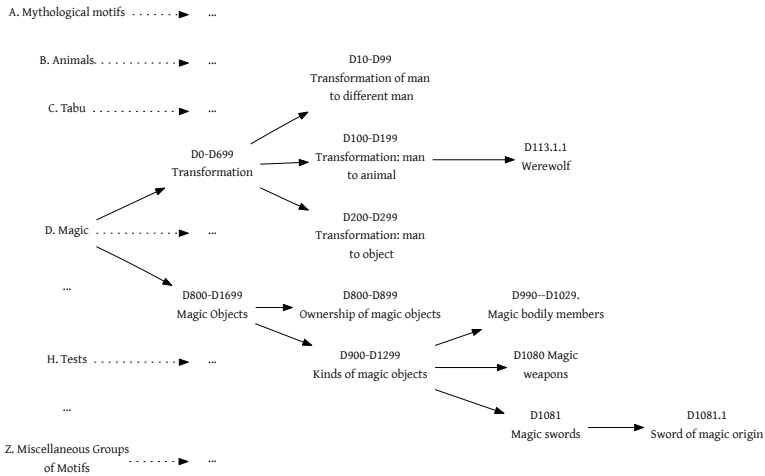 A. Mythological motifs
...
B. Animals
...
C. Tabu
...
D10-D99
Transformation of man
to different man
D0-D699
Transformation
D100-D199
Transformation: man
to animal
D113.1.1
Werewolf
D200-D299
Transformation: man
to object
D. Magic
...
...
D800-D1699
Magic Objects
D800-D899
Ownership of magic objects
D990--D1029.
Magic bodily members
D900-D1299
Kinds of magic objects
D1080 Magic
weapons
H. Tests
...
...
D1081
Magic swords
D1081.1
Sword of magic origin
Z. Miscellaneous Groups
of Motifs
...